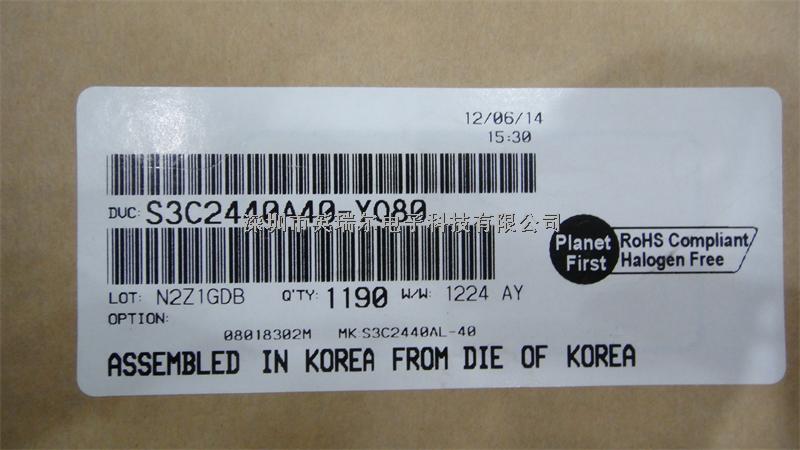 12/06/14
15:30
DVC: S3C2440A40-YQ80
深圳市英瑞尔电子科技有限公司
Planet First
RoHS Compliant
Halogen Free
LOT: N2Z1GDB Q'TY: 1190 W/W: 1224 AY
OPTION:
08018302M MK-S3C2440AL-40
ASSEMBLED IN KOREA FROM DIE OF KOREA